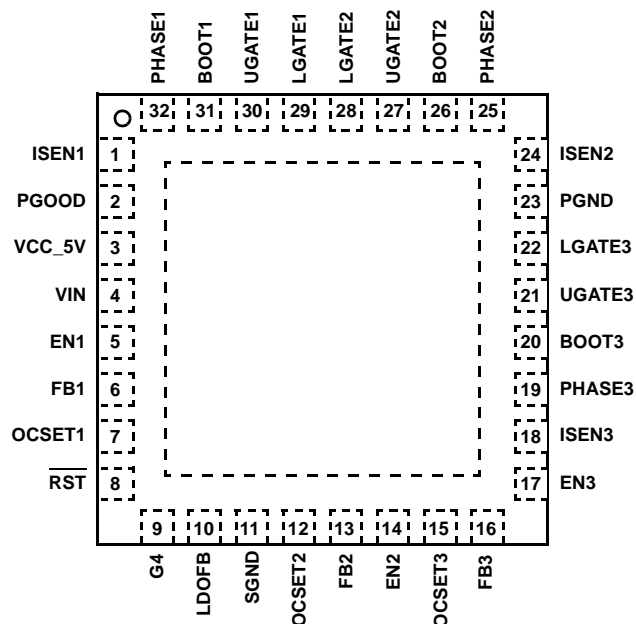 PHASE1 BOOT1 UGATE1 LGATE1 LGATE2 UGATE2 BOOT2 PHASE2
32 31 30 29 28 27 26 25
ISEN1 1 24 ISEN2
PGOOD 2 23 PGND
VCC_5V 3 22 LGATE3
VIN 4 21 UGATE3
EN1 5 20 BOOT3
FB1 6 19 PHASE3
OCSET1 7 18 ISEN3
R̅S̅T̅ 8 17 EN3
9 10 11 12 13 14 15 16
G4 LDOFB SGND OCSET2 FB2 EN2 OCSET3 FB3